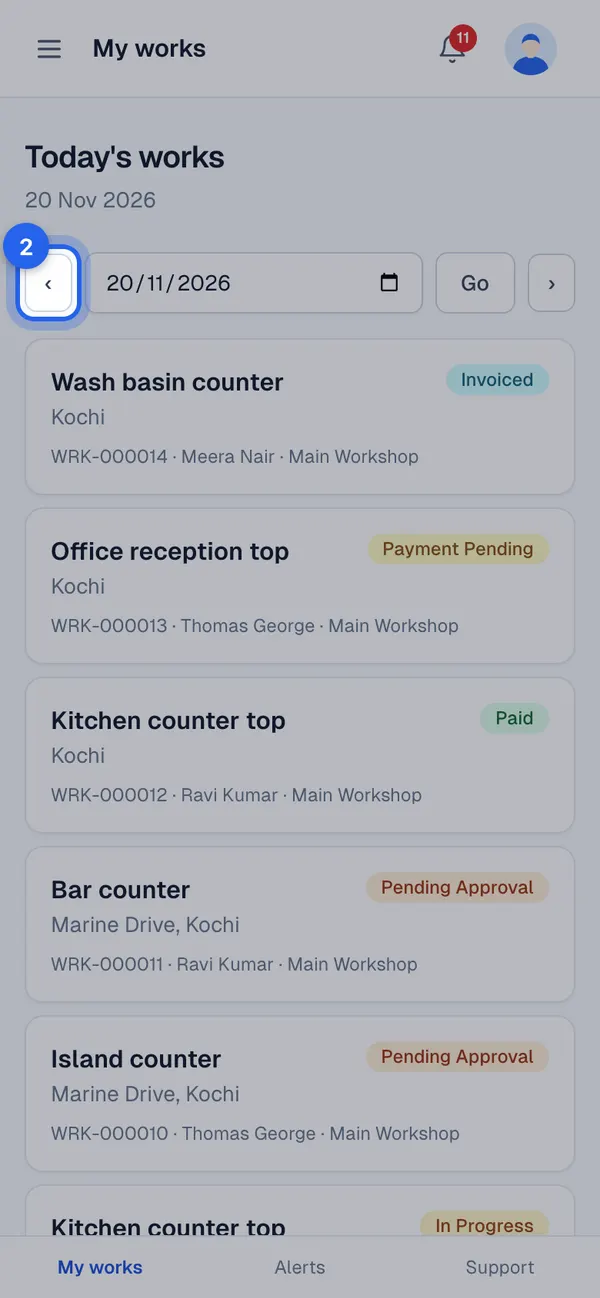 My works
11
Today's works
20 Nov 2026
2
‹ 20/11/2026 Go ›
Wash basin counter Invoiced
Kochi
WRK-000014 · Meera Nair · Main Workshop
Office reception top Payment Pending
Kochi
WRK-000013 · Thomas George · Main Workshop
Kitchen counter top Paid
Kochi
WRK-000012 · Ravi Kumar · Main Workshop
Bar counter Pending Approval
Marine Drive, Kochi
WRK-000011 · Ravi Kumar · Main Workshop
Island counter Pending Approval
Marine Drive, Kochi
WRK-000010 · Thomas George · Main Workshop
Kitchen counter top In Progress
My works Alerts Support